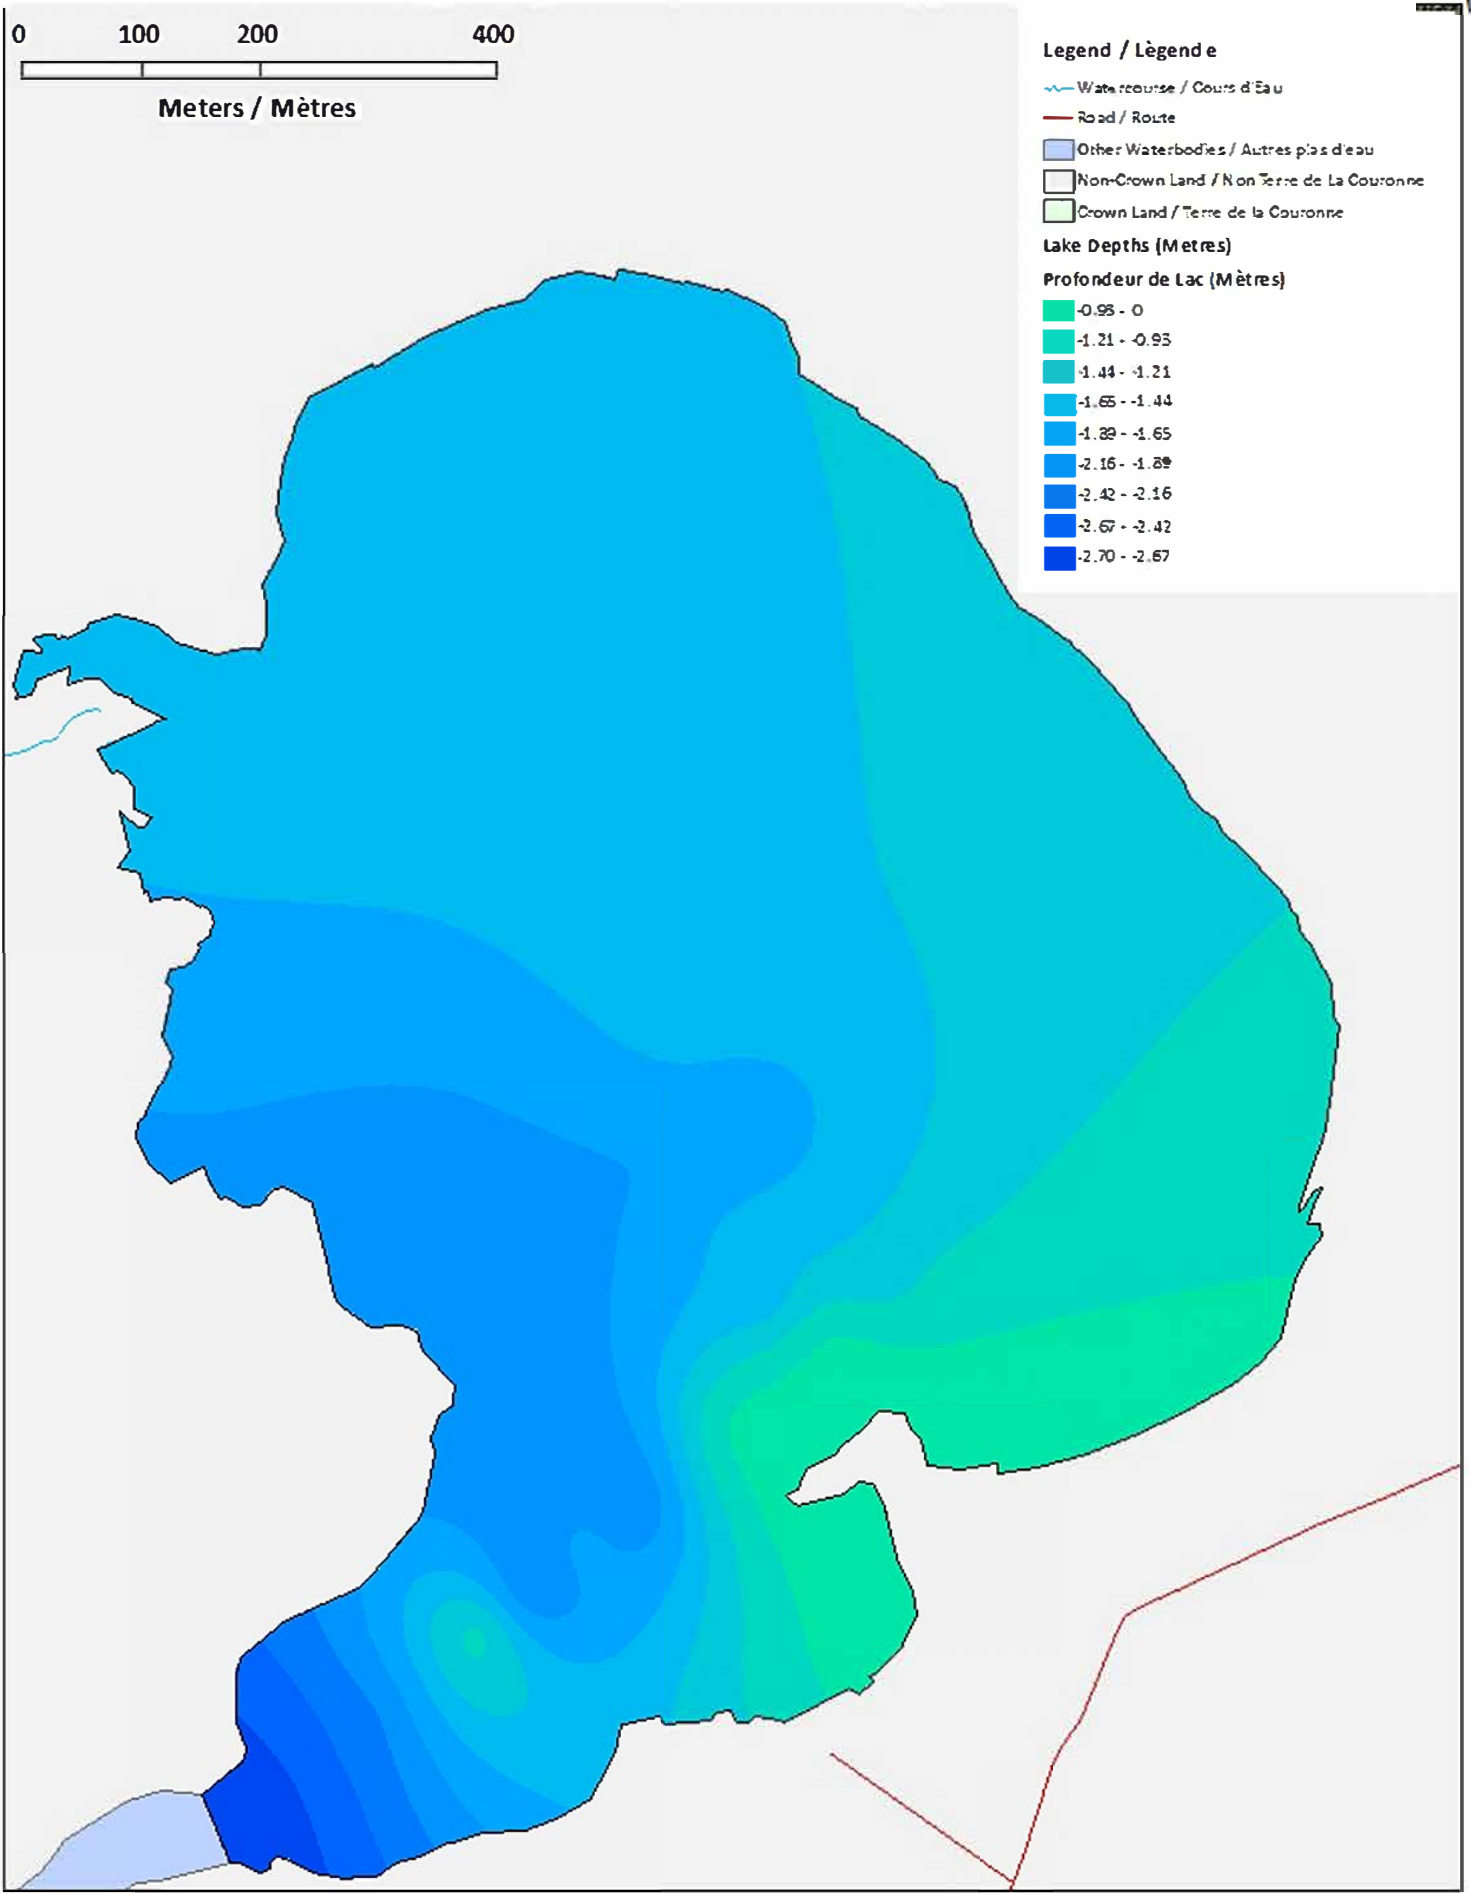 0 100 200 400
Meters / Mètres
Legend / Lègende
Watercourse / Cours d'Eau
Road / Route
Other Waterbodies / Autres plas d'eau
Non-Crown Land / Non Terre de La Couronne
Crown Land / Terre de la Couronne
Lake Depths (Metres)
Profondeur de Lac (Mètres)
-0.93 - 0
-1.21 - -0.93
-1.44 - -1.21
-1.65 - -1.44
-1.89 - -1.65
-2.16 - -1.89
-2.42 - -2.16
-2.67 - -2.42
-2.70 - -2.67